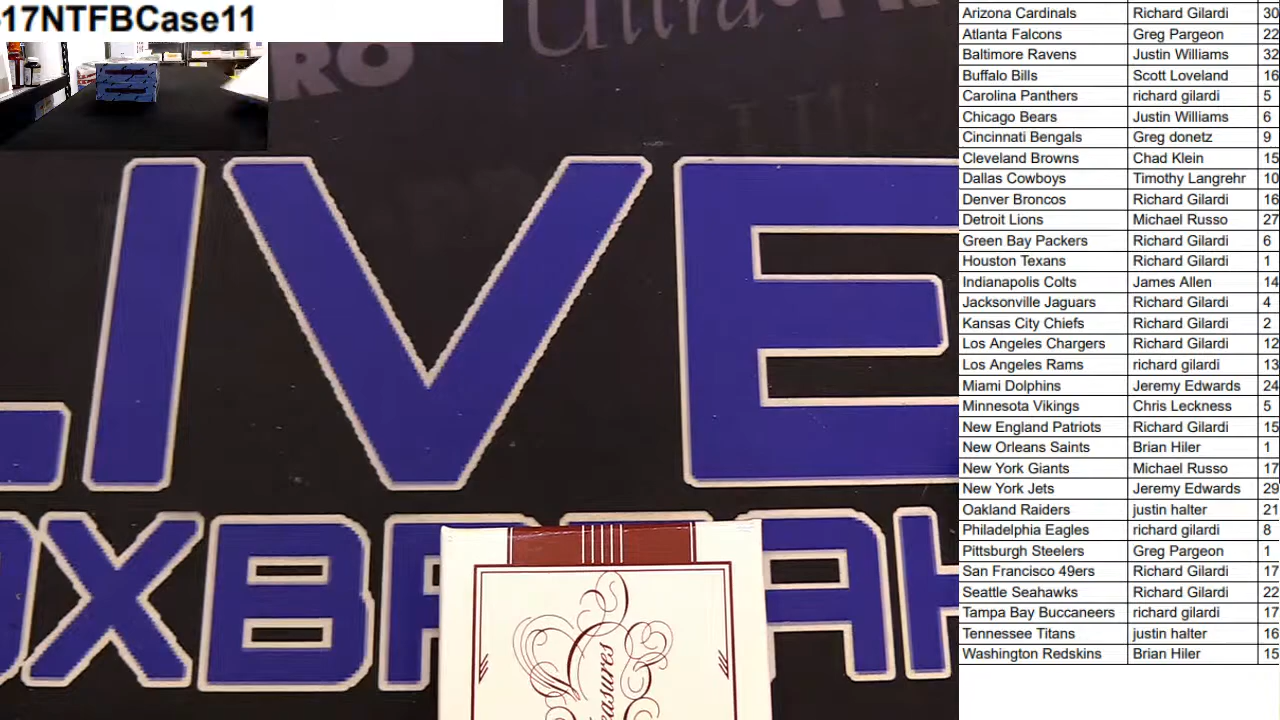 17NTFBCase11
Ultra
RO
LIVE
OXBREAK
easures
Arizona Cardinals Richard Gilardi 30
Atlanta Falcons Greg Pargeon 22
Baltimore Ravens Justin Williams 32
Buffalo Bills Scott Loveland 16
Carolina Panthers richard gilardi 5
Chicago Bears Justin Williams 6
Cincinnati Bengals Greg donetz 9
Cleveland Browns Chad Klein 15
Dallas Cowboys Timothy Langrehr 10
Denver Broncos Richard Gilardi 16
Detroit Lions Michael Russo 27
Green Bay Packers Richard Gilardi 6
Houston Texans Richard Gilardi 1
Indianapolis Colts James Allen 14
Jacksonville Jaguars Richard Gilardi 4
Kansas City Chiefs Richard Gilardi 2
Los Angeles Chargers Richard Gilardi 12
Los Angeles Rams richard gilardi 13
Miami Dolphins Jeremy Edwards 24
Minnesota Vikings Chris Leckness 5
New England Patriots Richard Gilardi 15
New Orleans Saints Brian Hiler 1
New York Giants Michael Russo 17
New York Jets Jeremy Edwards 29
Oakland Raiders justin halter 21
Philadelphia Eagles richard gilardi 8
Pittsburgh Steelers Greg Pargeon 1
San Francisco 49ers Richard Gilardi 17
Seattle Seahawks Richard Gilardi 22
Tampa Bay Buccaneers richard gilardi 17
Tennessee Titans justin halter 16
Washington Redskins Brian Hiler 15